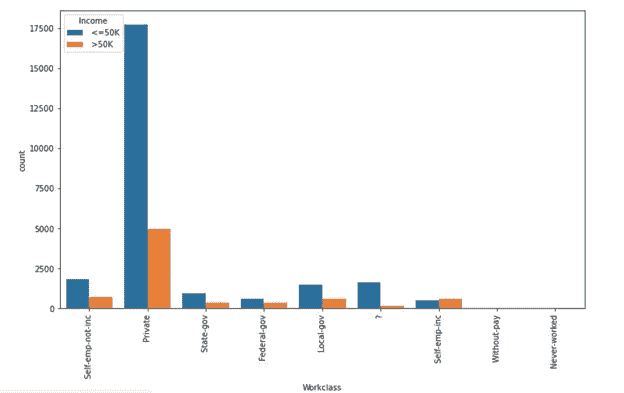 Income
<=50K
>50K
17500
15000
12500
10000
7500
5000
2500
0
count
Self-emp-not-inc
Private
State-gov
Federal-gov
Local-gov
?
Self-emp-inc
Without-pay
Never-worked
Workclass